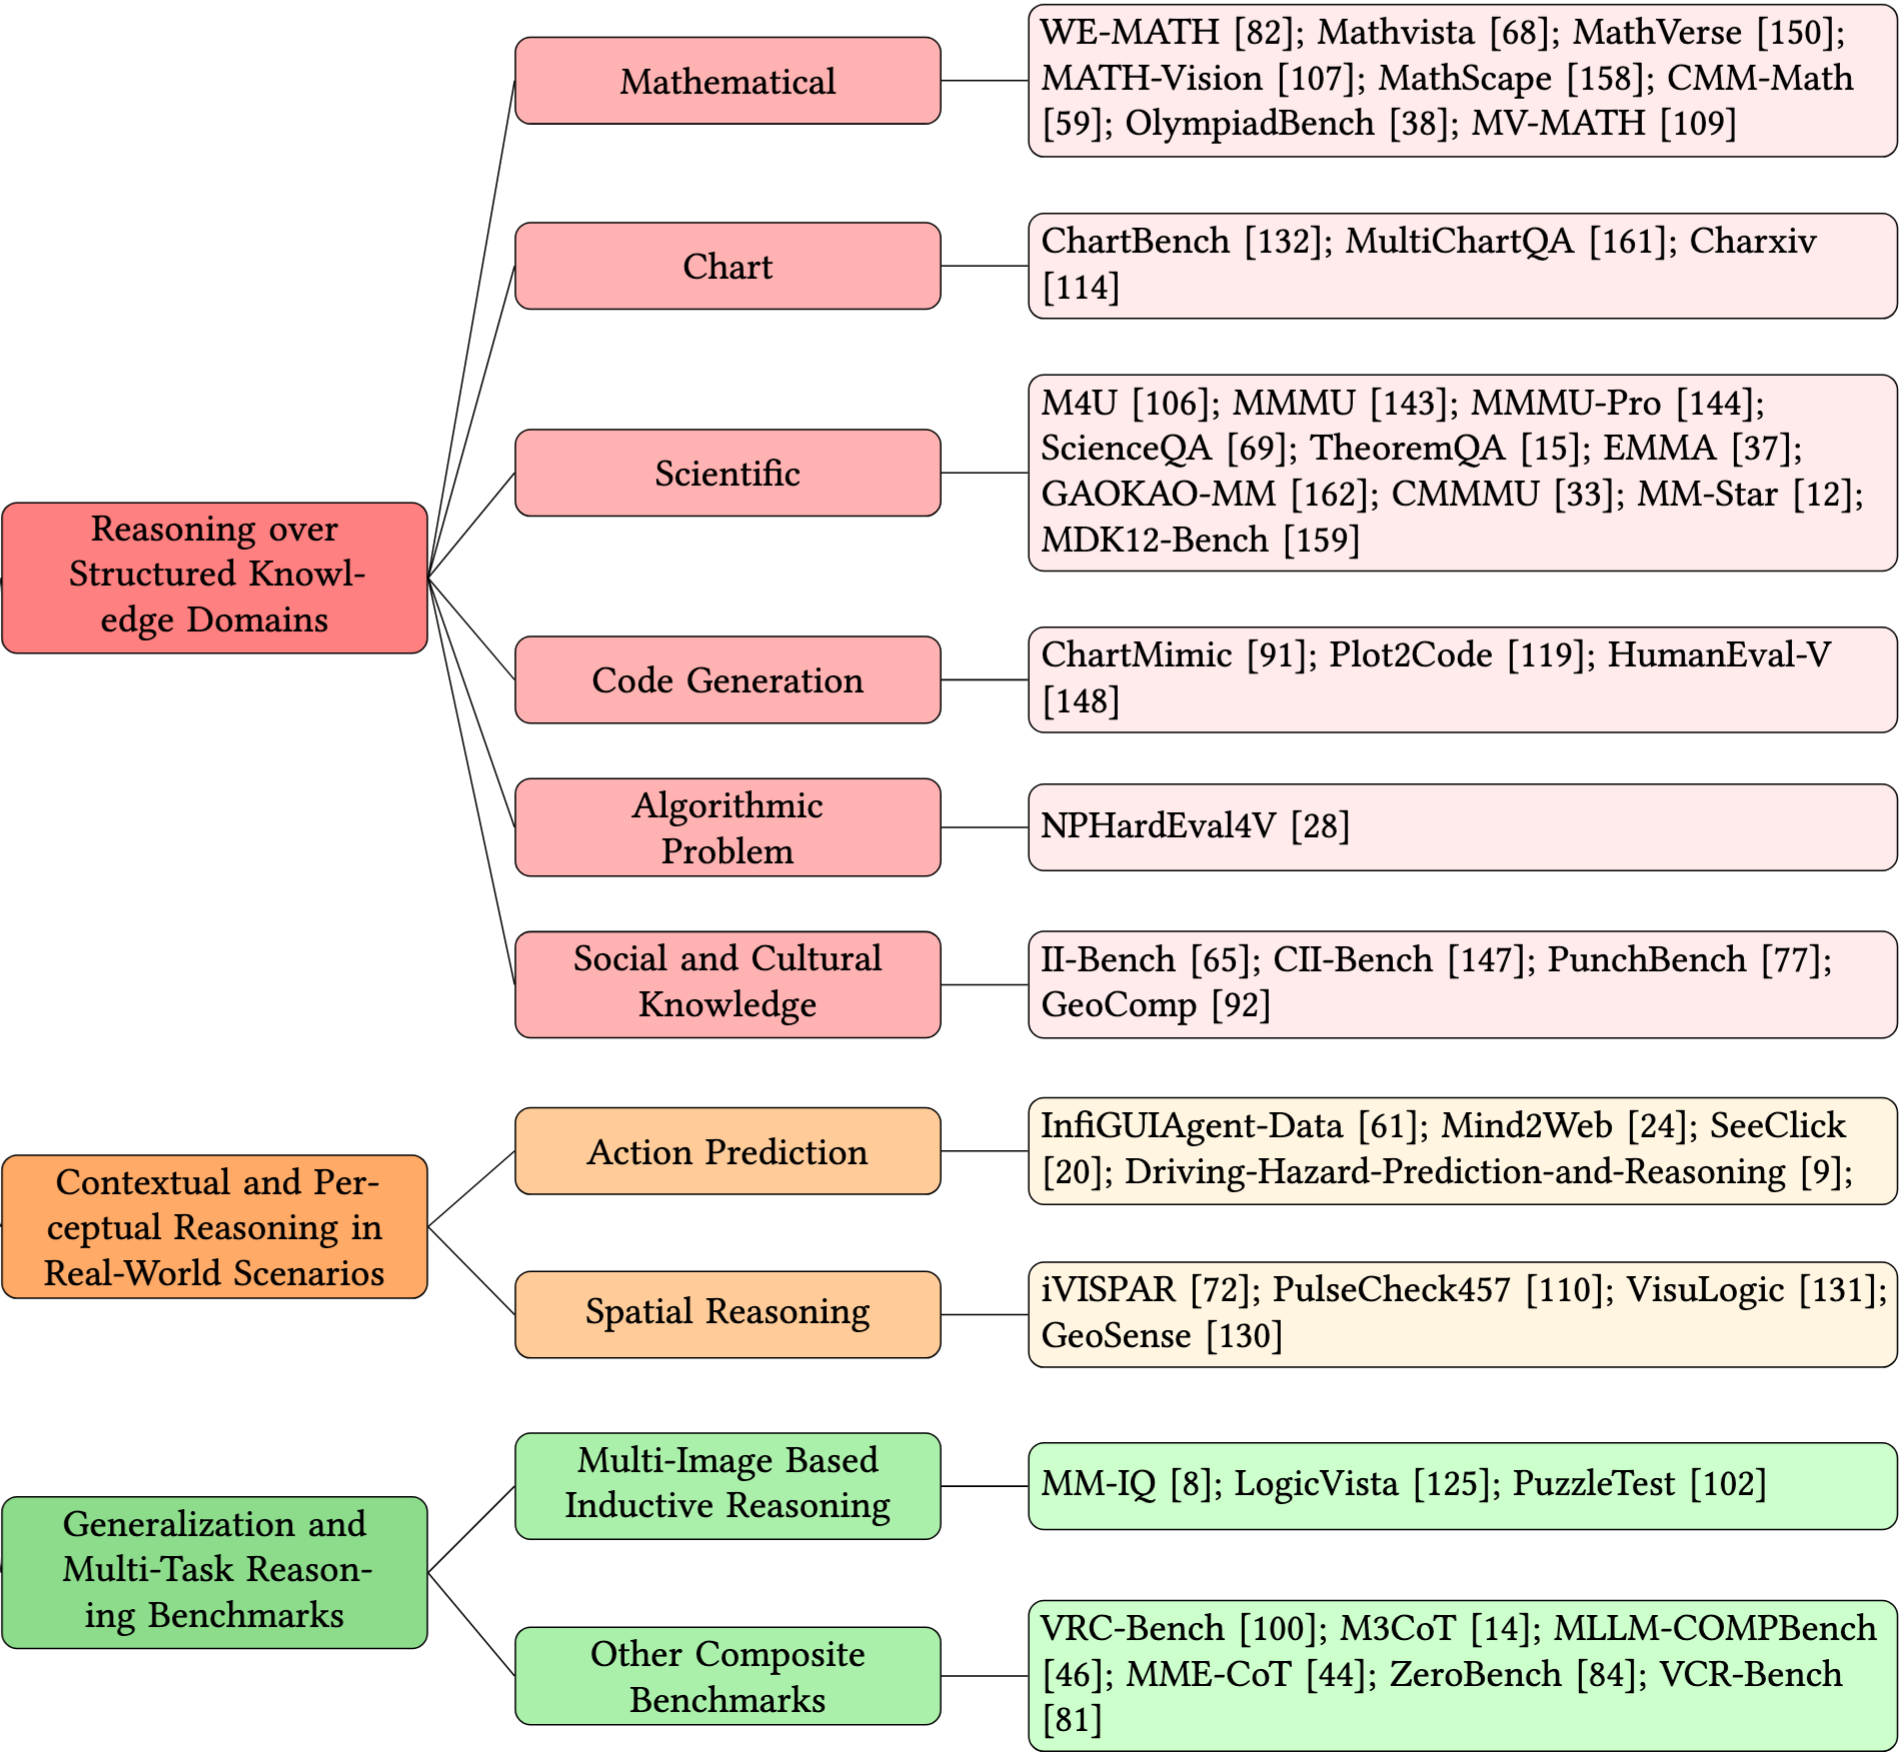 Mathematical
WE-MATH [82]; Mathvista [68]; MathVerse [150];
MATH-Vision [107]; MathScape [158]; CMM-Math
[59]; OlympiadBench [38]; MV-MATH [109]
Chart
ChartBench [132]; MultiChartQA [161]; Charxiv
[114]
Reasoning over
Structured Knowl-
edge Domains
Scientific
M4U [106]; MMMU [143]; MMMU-Pro [144];
ScienceQA [69]; TheoremQA [15]; EMMA [37];
GAOKAO-MM [162]; CMMMU [33]; MM-Star [12];
MDK12-Bench [159]
Code Generation
ChartMimic [91]; Plot2Code [119]; HumanEval-V
[148]
Algorithmic
Problem
NPHardEval4V [28]
Social and Cultural
Knowledge
II-Bench [65]; CII-Bench [147]; PunchBench [77];
GeoComp [92]
Contextual and Per-
ceptual Reasoning in
Real-World Scenarios
Action Prediction
InfiGUIAgent-Data [61]; Mind2Web [24]; SeeClick
[20]; Driving-Hazard-Prediction-and-Reasoning [9];
Spatial Reasoning
iVISPAR [72]; PulseCheck457 [110]; VisuLogic [131];
GeoSense [130]
Generalization and
Multi-Task Reason-
ing Benchmarks
Multi-Image Based
Inductive Reasoning
MM-IQ [8]; LogicVista [125]; PuzzleTest [102]
Other Composite
Benchmarks
VRC-Bench [100]; M3CoT [14]; MLLM-COMPBench
[46]; MME-CoT [44]; ZeroBench [84]; VCR-Bench
[81]